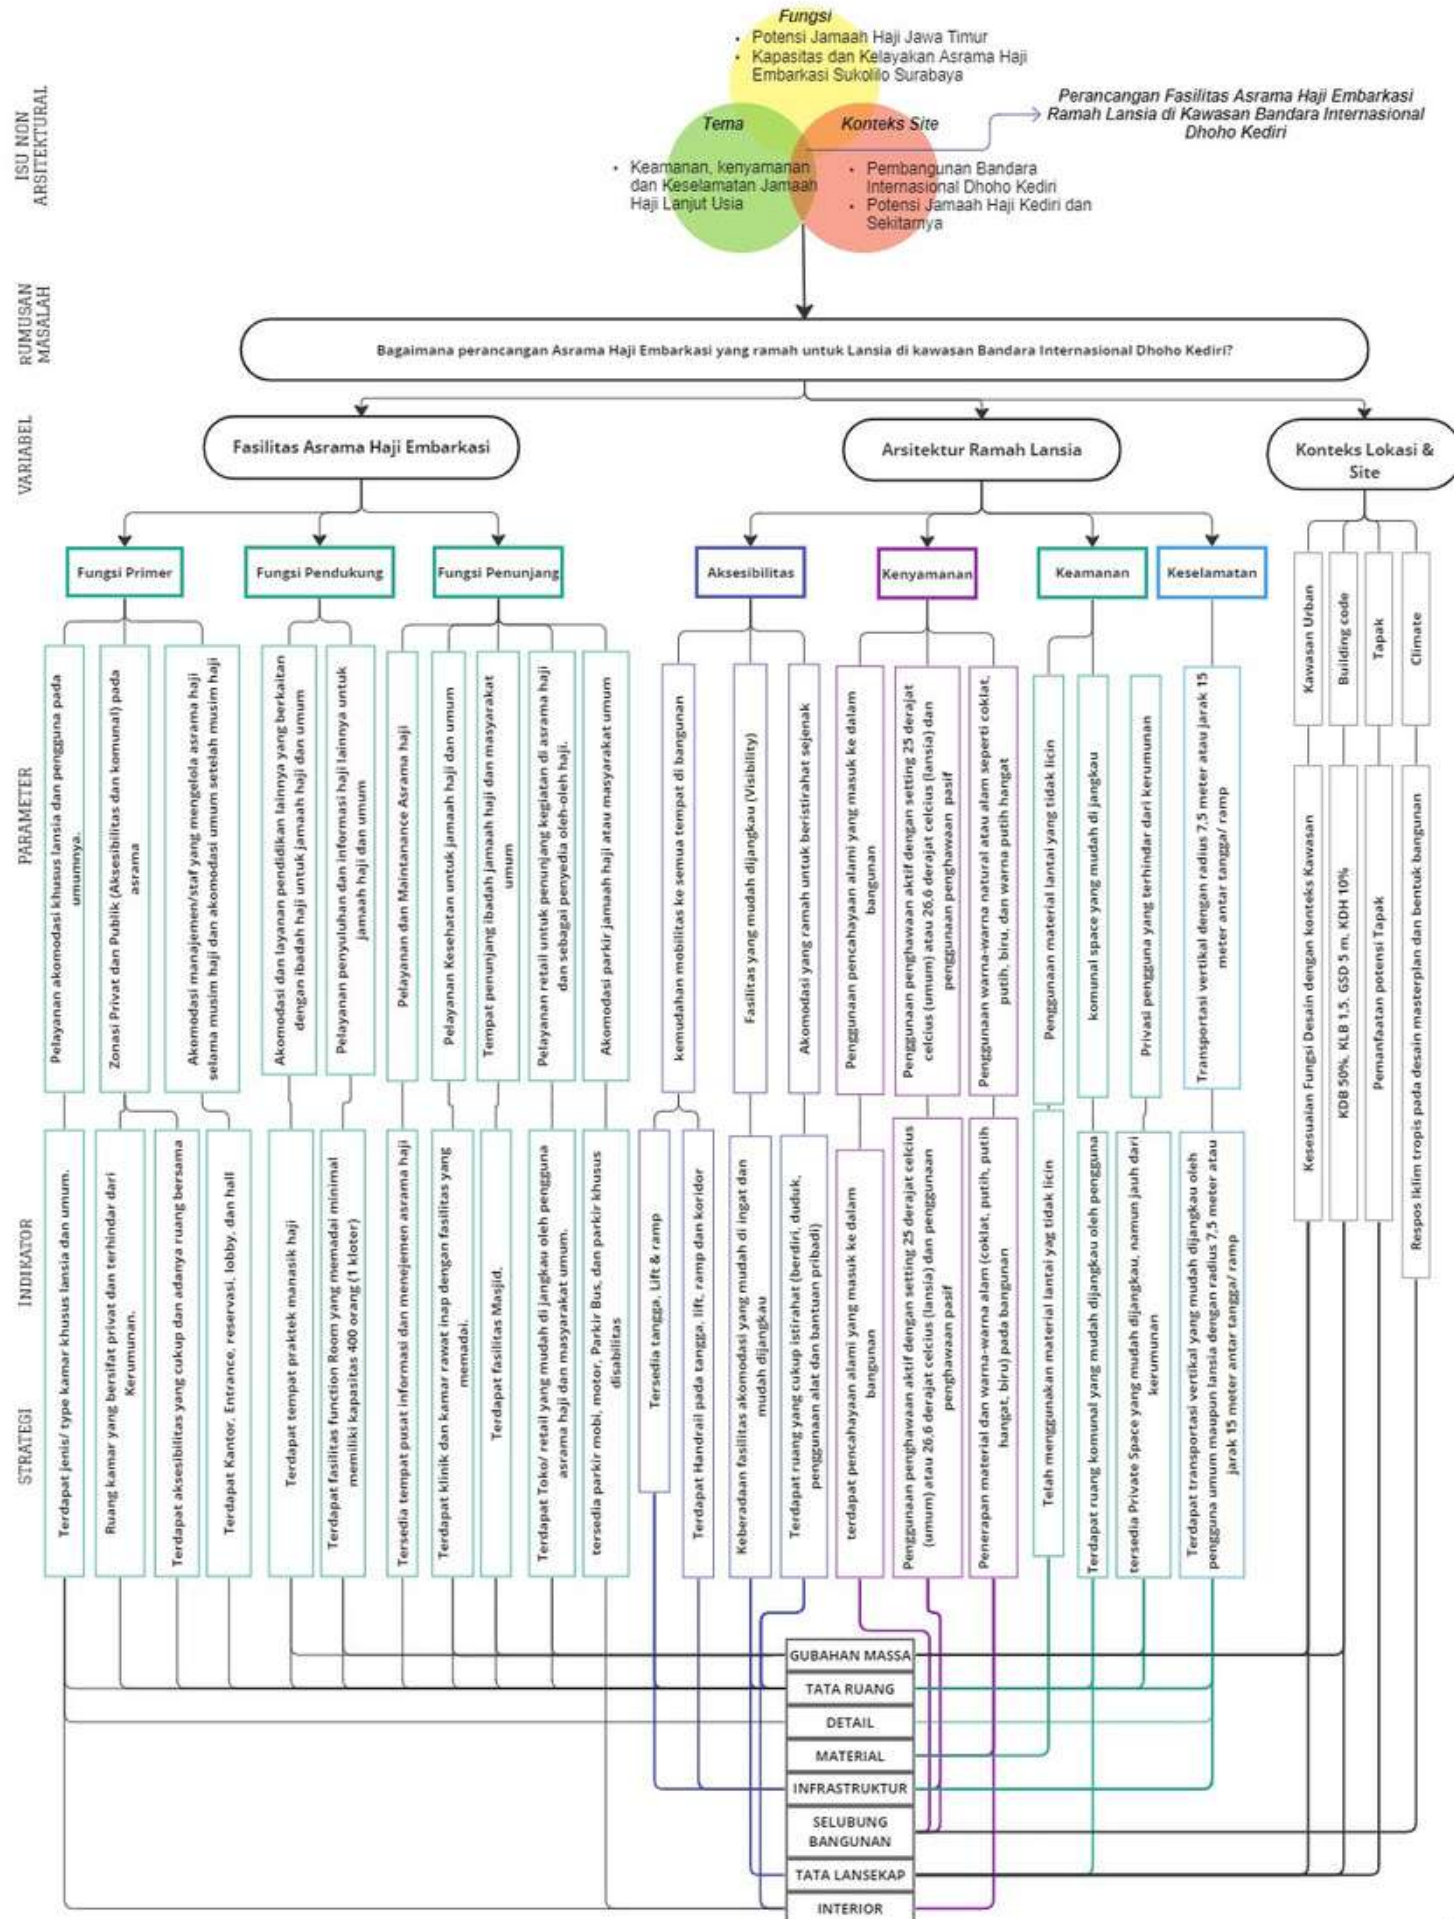 Fungsi
• Potensi Jamaah Haji Jawa Timur
• Kapasitas dan Kelayakan Asrama Haji
Embarkasi Sukolilo Surabaya
ISU NON
ARSITEKTURAL
Tema
• Keamanan, kenyamanan
dan Keselamatan Jamaah
Haji Lanjut Usia
Konteks Site
• Pembangunan Bandara
Internasional Dhoho Kediri
• Potensi Jamaah Haji Kediri dan
Sekitarnya
Perancangan Fasilitas Asrama Haji Embarkasi
Ramah Lansia di Kawasan Bandara Internasional
Dhoho Kediri
RUMUSAN
MASALAH
Bagaimana perancangan Asrama Haji Embarkasi yang ramah untuk Lansia di kawasan Bandara Internasional Dhoho Kediri?
VARIABEL
Fasilitas Asrama Haji Embarkasi
Arsitektur Ramah Lansia
Konteks Lokasi &
Site
Fungsi Primer
Fungsi Pendukung
Fungsi Penunjang
Aksesibilitas
Kenyamanan
Keamanan
Keselamatan
Kawasan Urban
Building code
Tapak
Climate
PARAMETER
Pelayanan akomodasi khusus lansia dan pengguna pada
umumnya.
Zonasi Privat dan Publik (Aksesibilitas dan komunal) pada
asrama
Akomodasi manajemen/staf yang mengelola asrama haji
selama musim haji dan akomodasi umum setelah musim haji
Akomodasi dan layanan pendidikan lainnya yang berkaitan
dengan ibadah haji untuk jamaah haji dan umum
Pelayanan penyuluhan dan informasi haji lainnya untuk
jamaah haji dan umum
Pelayanan dan Maintanance Asrama haji
Pelayanan Kesehatan untuk jamaah haji dan umum
Tempat penunjang ibadah jamaah haji dan masyarakat
umum
Pelayanan retail untuk penunjang kegiatan di asrama haji
dan sebagai penyedia oleh-oleh haji.
Akomodasi parkir jamaah haji atau masyarakat umum
kemudahan mobilitas ke semua tempat di bangunan
Fasilitas yang mudah dijangkau (Visibility)
Akomodasi yang ramah untuk beristirahat sejenak
Penggunaan pencahayaan alami yang masuk ke dalam
bangunan
Penggunaan penghawaan aktif dengan setting 25 derajat
celcius (umum) atau 26,6 derajat celcius (lansia) dan
penggunaan penghawaan pasif
Penggunaan warna-warna natural atau alam seperti coklat,
putih, biru, dan warna putih hangat
Penggunaan material lantai yang tidak licin
komunal space yang mudah di jangkau
Privasi pengguna yang terhindar dari kerumunan
Transportasi vertikal dengan radius 7,5 meter atau jarak 15
meter antar tangga/ ramp
Kesesuaian Fungsi Desain dengan konteks Kawasan
KDB 50%, KLB 1,5, GSD 5 m, KDH 10%
Pemanfaatan potensi Tapak
Respos Iklim tropis pada desain masterplan dan bentuk bangunan
INDIKATOR
STRATEGI
Terdapat jenis/ type kamar khusus lansia dan umum.
Ruang kamar yang bersifat privat dan terhindar dari
Kerumunan.
Terdapat aksesibilitas yang cukup dan adanya ruang bersama
Terdapat Kantor, Entrance, reservasi, lobby, dan hall
Terdapat tempat praktek manasik haji
Terdapat fasilitas function Room yang memadai minimal
memiliki kapasitas 400 orang (1 kloter)
Tersedia tempat pusat informasi dan menejemen asrama haji
Terdapat klinik dan kamar rawat inap dengan fasilitas yang
memadai.
Terdapat fasilitas Masjid.
Terdapat Toko/ retail yang mudah di jangkau oleh pengguna
asrama haji dan masyarakat umum.
tersedia parkir mobi, motor, Parkir Bus, dan parkir khusus
disabilitas
Tersedia tangga, Lift & ramp
Terdapat Handrail pada tangga, lift, ramp dan koridor
Keberadaan fasilitas akomodasi yang mudah di ingat dan
mudah dijangkau
Terdapat ruang yang cukup istirahat (berdiri, duduk,
penggunaan alat dan bantuan pribadi)
terdapat pencahayaan alami yang masuk ke dalam
bangunan
Penggunaan penghawaan aktif dengan setting 25 derajat celcius
(umum) atau 26,6 derajat celcius (lansia) dan penggunaan
penghawaan pasif
Penerapan material dan warna-warna alam (coklat, putih, putih
hangat, biru) pada bangunan
Telah menggunakan material lantai yag tidak licin
Terdapat ruang komunal yang mudah dijangkau oleh pengguna
tersedia Private Space yang mudah dijangkau, namun jauh dari
kerumunan
Terdapat transportasi vertikal yang mudah dijangkau oleh
pengguna umum maupun lansia dengan radius 7,5 meter atau
jarak 15 meter antar tangga/ ramp
GUBAHAN MASSA
TATA RUANG
DETAIL
MATERIAL
INFRASTRUKTUR
SELUBUNG
BANGUNAN
TATA LANSEKAP
INTERIOR